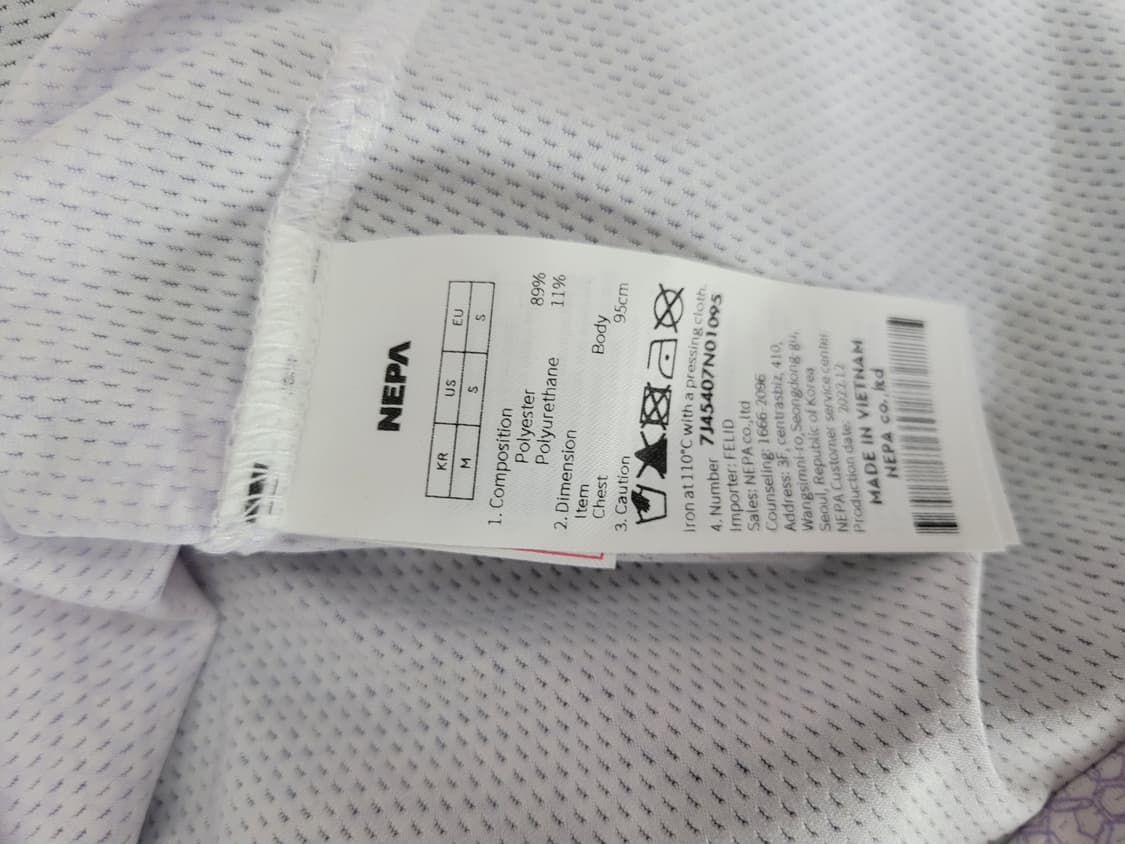 NEPA
KR US EU
M S S
1. Composition
Polyester 89%
Polyurethane 11%
2. Dimension
Item Body
Chest 95cm
3. Caution
Iron at 110°C with a pressing cloth.
4. Number 7J45407N01095
Importer: FELID
Sales: NEPA co.,ltd
Counseling: 1666-2096
Address: 3F, centrasbiz, 410,
Wangsimni-ro, Seongdong-gu,
Seoul, Republic of Korea
NEPA Customer service center
Production date. 2022.12
MADE IN VIETNAM
NEPA co.,ltd